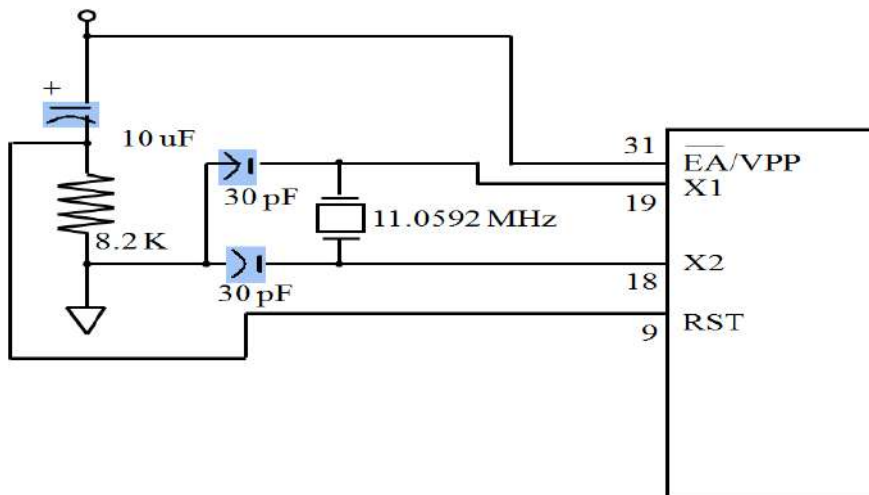 +
10 uF
31
EA/VPP
30 pF
19
X1
11.0592 MHz
8.2 K
30 pF
18
X2
9
RST